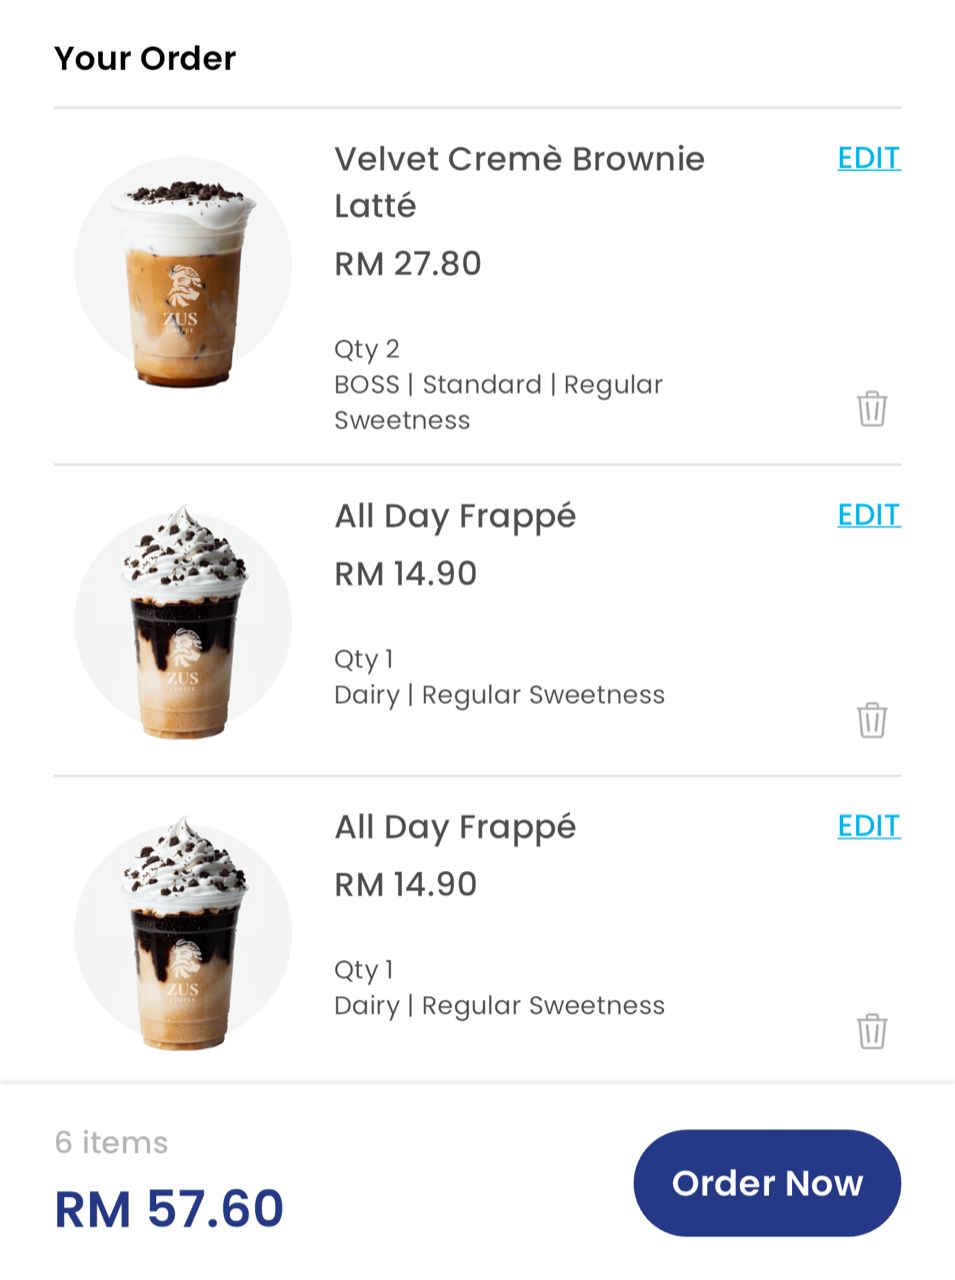 Your Order
Velvet Cremè Brownie
Latté
EDIT
RM 27.80
Qty 2
BOSS | Standard | Regular
Sweetness
ZUS
COFFEE
All Day Frappé
EDIT
RM 14.90
Qty 1
Dairy | Regular Sweetness
ZUS
COFFEE
All Day Frappé
EDIT
RM 14.90
Qty 1
Dairy | Regular Sweetness
ZUS
COFFEE
6 items
RM 57.60
Order Now